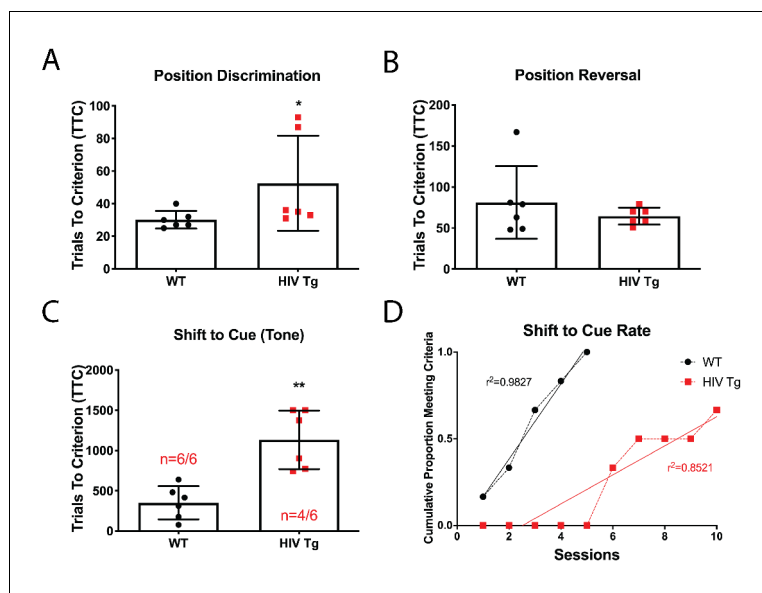 A
Position Discrimination
Trials To Criterion (TTC)
100
80
60
40
20
0
*
WT
HIV Tg
B
Position Reversal
Trials To Criterion (TTC)
200
150
100
50
0
WT
HIV Tg
C
Shift to Cue (Tone)
Trials To Criterion (TTC)
2000
1500
1000
500
0
**
n=6/6
n=4/6
WT
HIV Tg
D
Shift to Cue Rate
Cumulative Proportion Meeting Criteria
1.0
0.5
0.0
r²=0.9827
WT
HIV Tg
r²=0.8521
0 2 4 6 8 10
Sessions